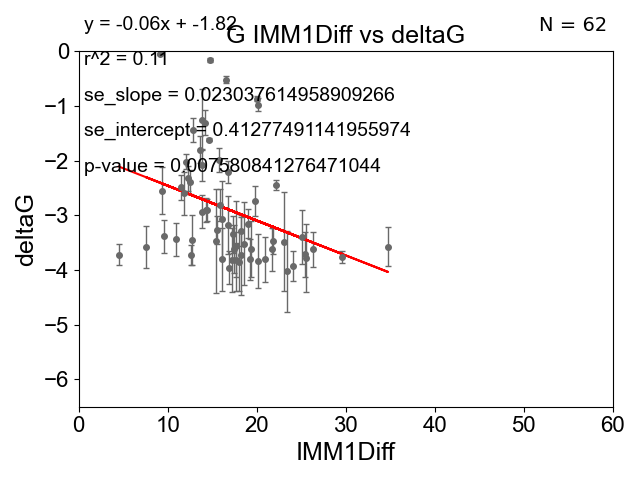 y = -0.06x + -1.82
N = 62
G IMM1Diff vs deltaG
r^2 = 0.11
se_slope = 0.023037614958909266
se_intercept = 0.41277491141955974
p-value = 0.007580841276471044
0
−1
−2
−3
−4
−5
−6
deltaG
0 10 20 30 40 50 60
IMM1Diff